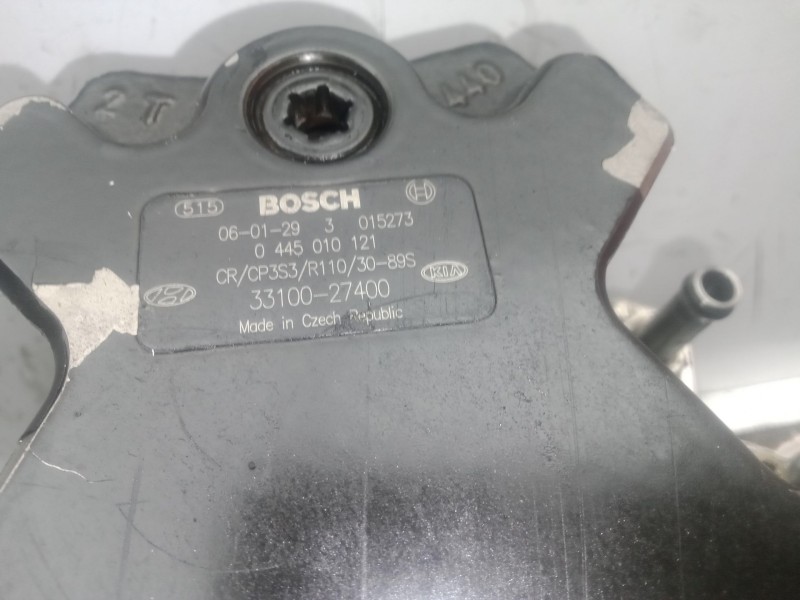 2 T
440
515 BOSCH
06-01-29 3 015273
0 445 010 121
CR/CP3S3/R110/30-89S KIA
33100-27400
Made in Czech Republic